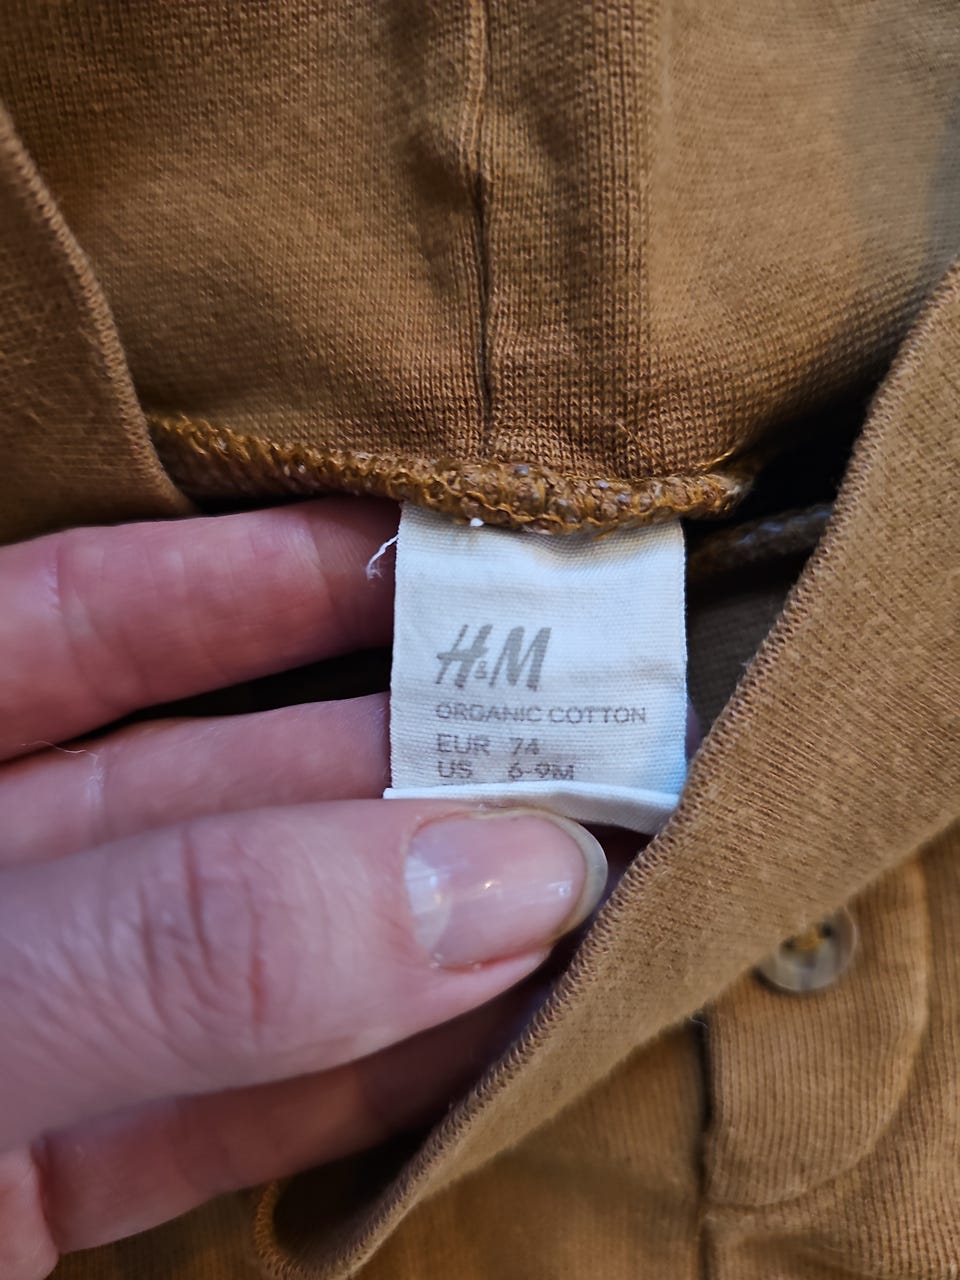 H&M
ORGANIC COTTON
EUR 74
US 6-9M